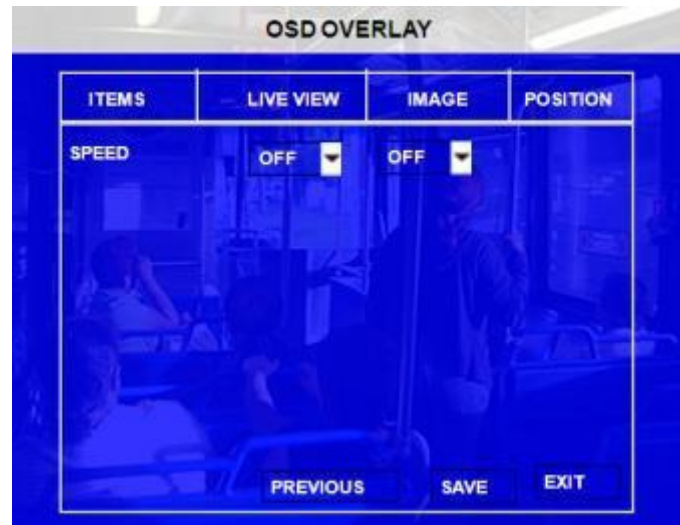 OSD OVERLAY
ITEMS LIVE VIEW IMAGE POSITION
SPEED OFF OFF
PREVIOUS SAVE EXIT